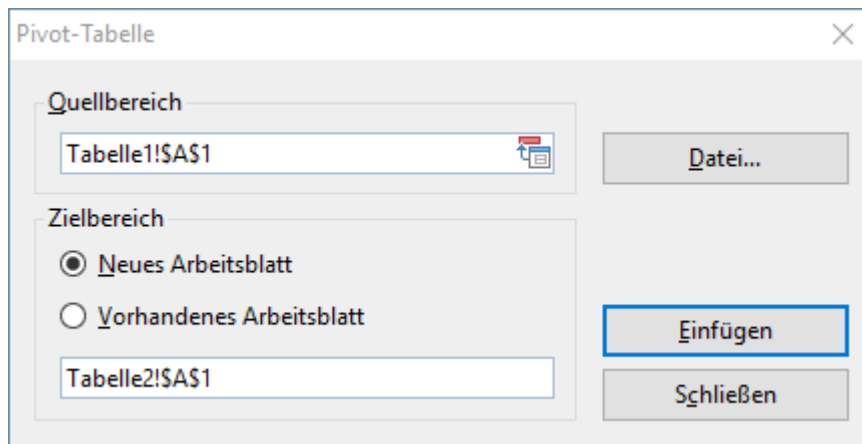 Pivot-Tabelle
Quellbereich
Tabelle1!$A$1
Datei...
Zielbereich
Neues Arbeitsblatt
Vorhandenes Arbeitsblatt
Tabelle2!$A$1
Einfügen
Schließen